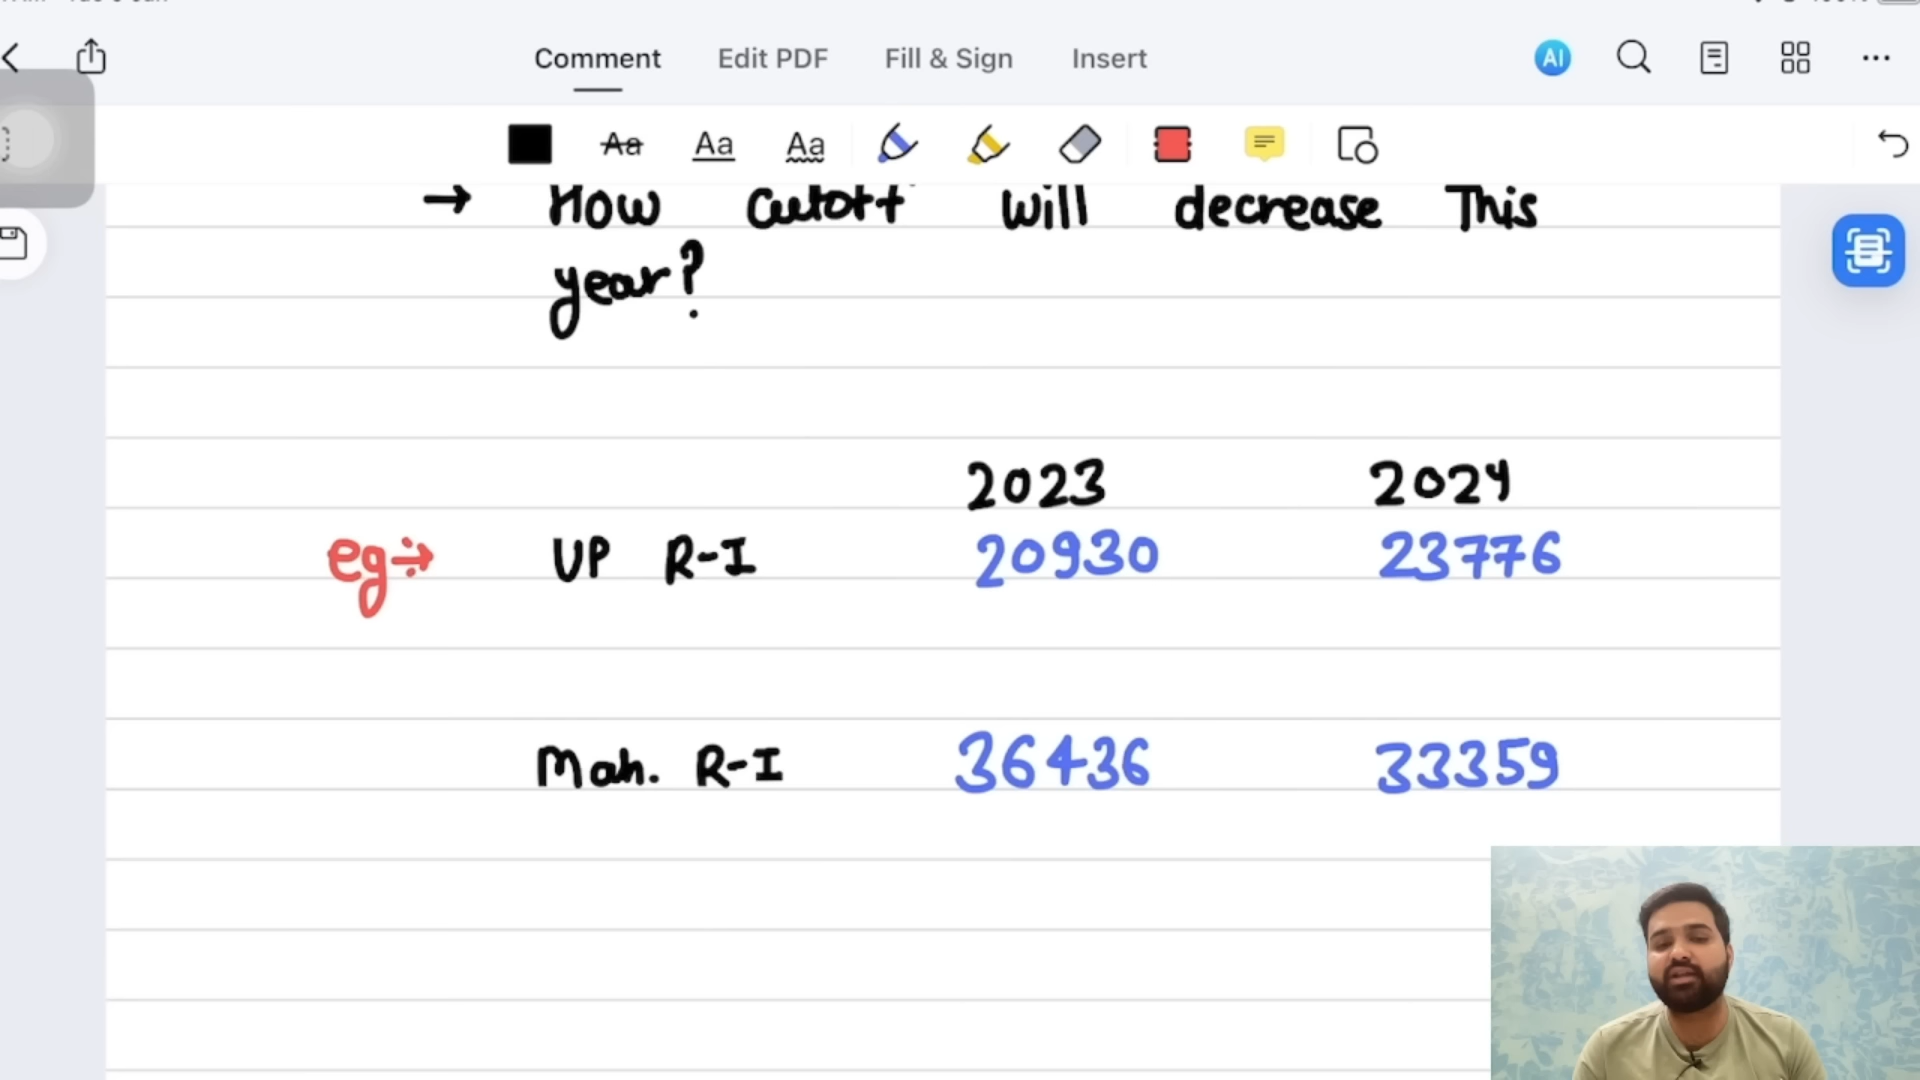 Comment Edit PDF Fill & Sign Insert AI
Aa Aa Aa
→ How cutoff will decrease This
year?
2023 2024
eg:→ UP R-I 20930 23776
Mah. R-I 36436 33359